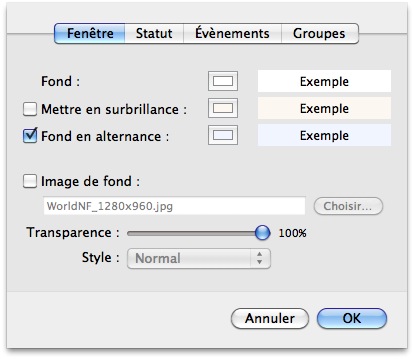 Fenêtre Statut Évènements Groupes
Fond : Exemple
Mettre en surbrillance : Exemple
Fond en alternance : Exemple
Image de fond :
WorldNF_1280x960.jpg Choisir...
Transparence : 100%
Style : Normal
Annuler OK